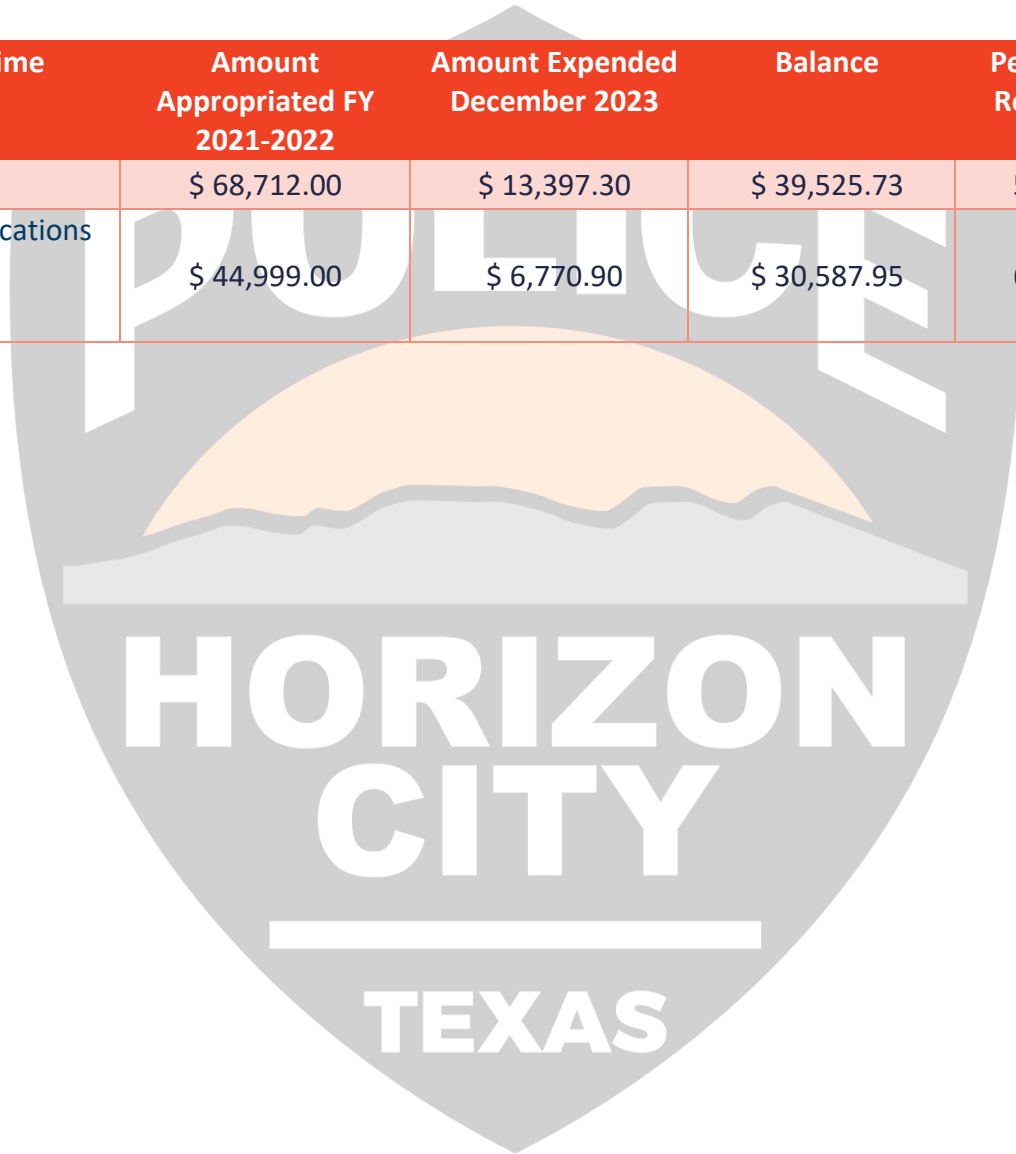 ime Amount Amount Expended Balance Pe
Appropriated FY December 2023 Re
2021-2022
$ 68,712.00 $ 13,397.30 $ 39,525.73
cations
$ 44,999.00 $ 6,770.90 $ 30,587.95
POLICE
HORIZON
CITY
TEXAS